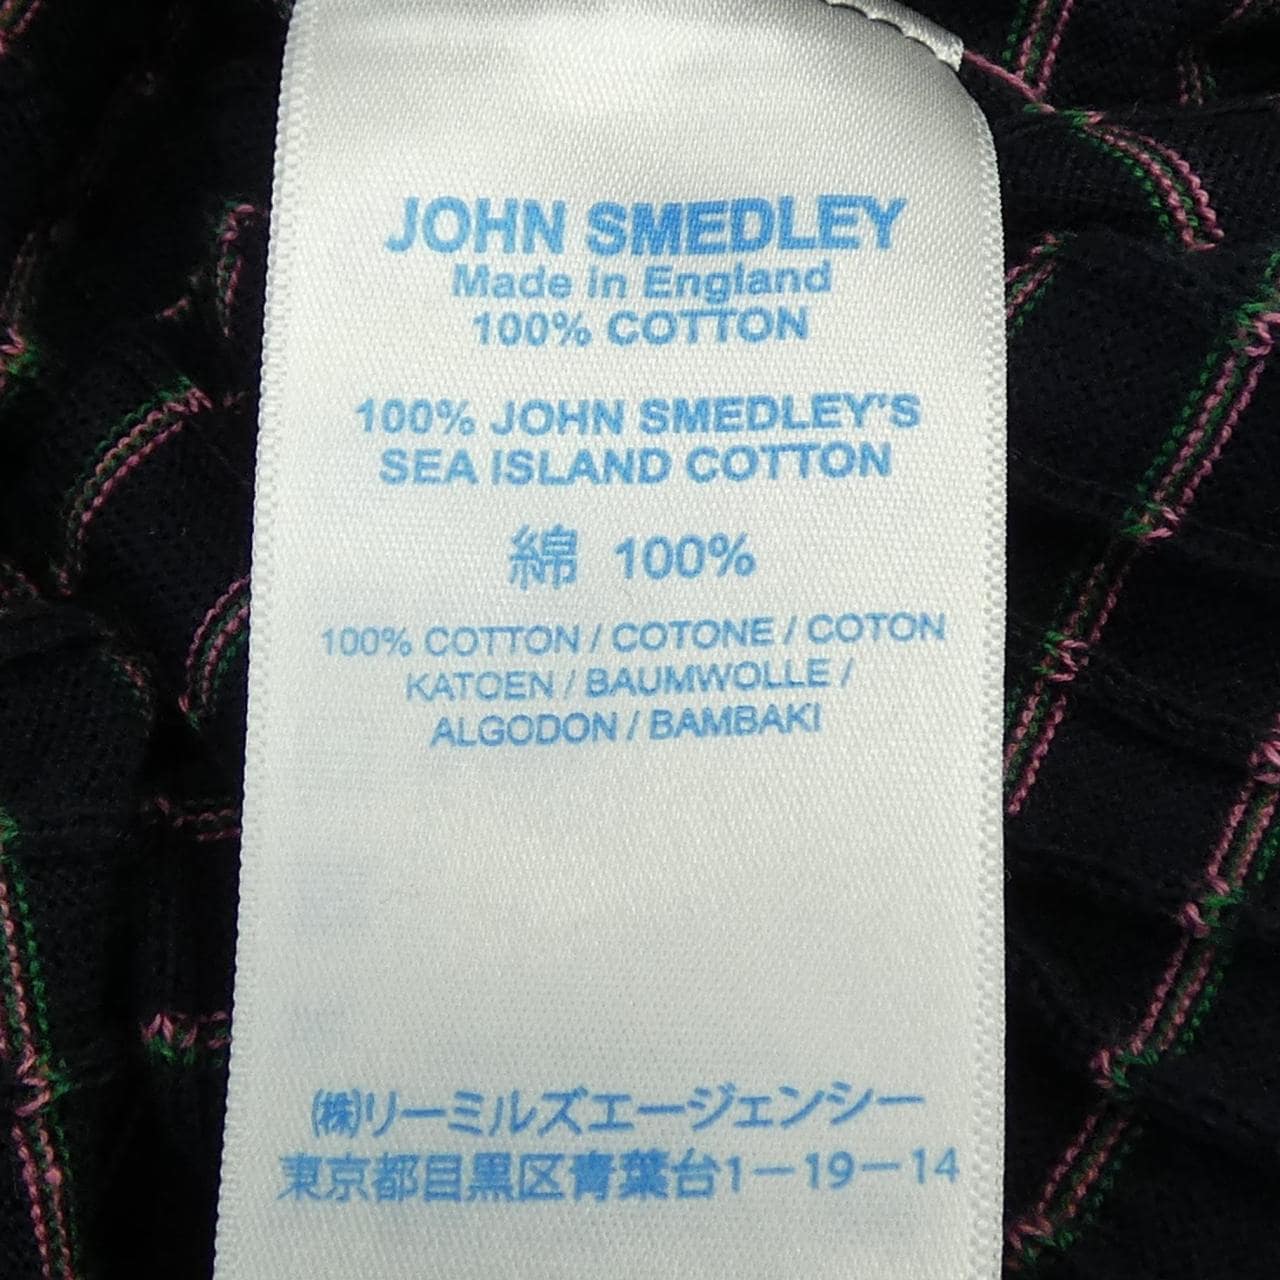 JOHN SMEDLEY
Made in England
100% COTTON
100% JOHN SMEDLEY'S
SEA ISLAND COTTON
綿 100%
100% COTTON / COTONE / COTON
KATOEN / BAUMWOLLE /
ALGODON / BAMBAKI
㈱リーミルズエージェンシー
東京都目黒区青葉台1－19－14